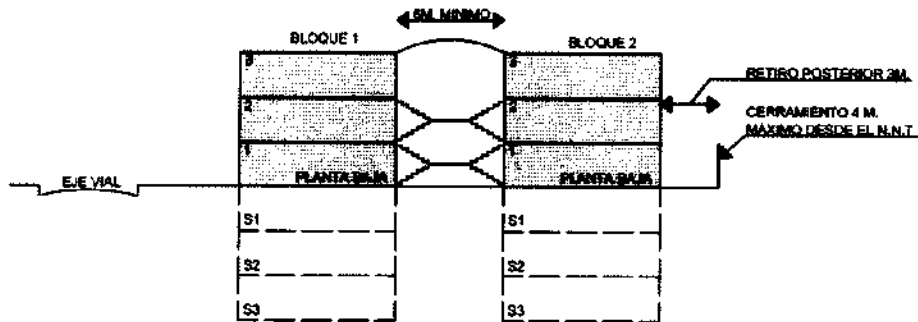 6M. MINIMO
BLOQUE 1
BLOQUE 2
3
3
RETIRO POSTERIOR 3M.
2
2
CERRAMIENTO 4 M.
MAXIMO DESDE EL N.N.T
1
1
PLANTA BAJA
PLANTA BAJA
EJE VIAL
S1
S1
S2
S2
S3
S3